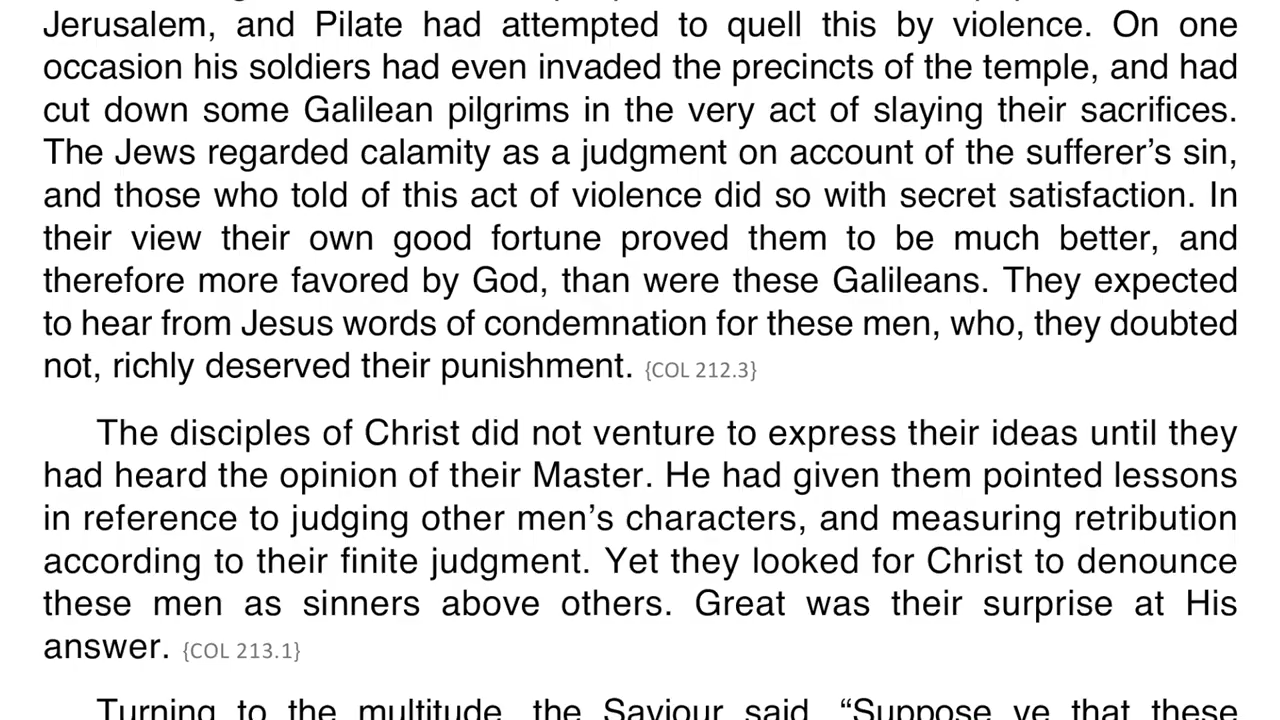 Jerusalem, and Pilate had attempted to quell this by violence. On one
occasion his soldiers had even invaded the precincts of the temple, and had
cut down some Galilean pilgrims in the very act of slaying their sacrifices.
The Jews regarded calamity as a judgment on account of the sufferer’s sin,
and those who told of this act of violence did so with secret satisfaction. In
their view their own good fortune proved them to be much better, and
therefore more favored by God, than were these Galileans. They expected
to hear from Jesus words of condemnation for these men, who, they doubted
not, richly deserved their punishment. {COL 212.3}
The disciples of Christ did not venture to express their ideas until they
had heard the opinion of their Master. He had given them pointed lessons
in reference to judging other men’s characters, and measuring retribution
according to their finite judgment. Yet they looked for Christ to denounce
these men as sinners above others. Great was their surprise at His
answer. {COL 213.1}
Turning to the multitude, the Saviour said, “Suppose ye that these